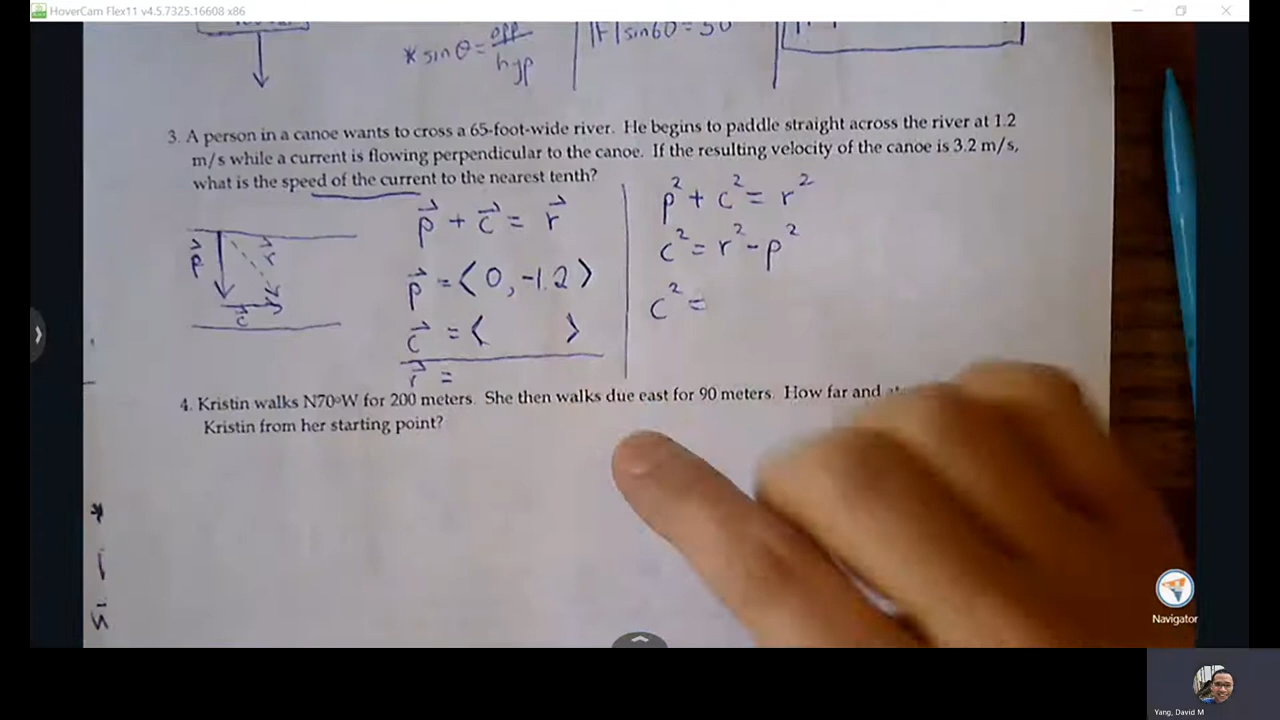 HoverCam Flex11 v4.5.7325.16608 x86
* sin θ = opp/hyp
|F| sin 60 = 50
3. A person in a canoe wants to cross a 65-foot-wide river. He begins to paddle straight across the river at 1.2
m/s while a current is flowing perpendicular to the canoe. If the resulting velocity of the canoe is 3.2 m/s,
what is the speed of the current to the nearest tenth?
p⃗
r⃗
c⃗
p⃗ + c⃗ = r⃗
p⃗ = ⟨0, -1.2⟩
c⃗ = ⟨ ⟩
r⃗ =
p² + c² = r²
c² = r² - p²
c² =
4. Kristin walks N70°W for 200 meters. She then walks due east for 90 meters. How far and
Kristin from her starting point?
Navigator
Yang, David M